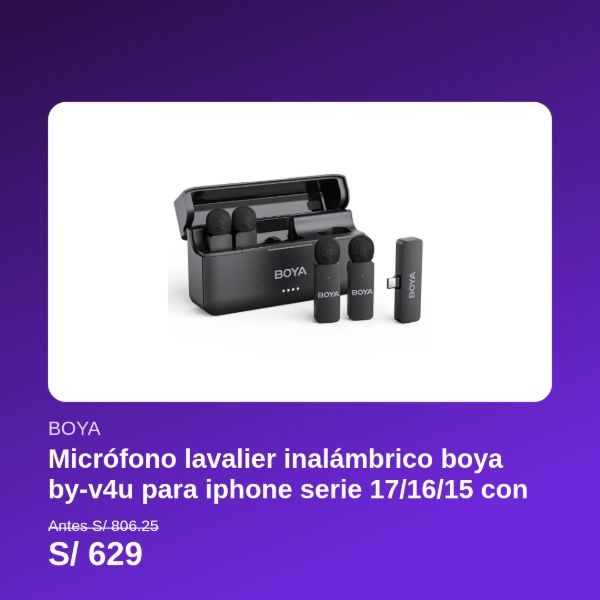 BOYA
BOYA
BOYA
BOYA
BOYA
Micrófono lavalier inalámbrico boya
by-v4u para iphone serie 17/16/15 con
Antes S/ 806.25
S/ 629